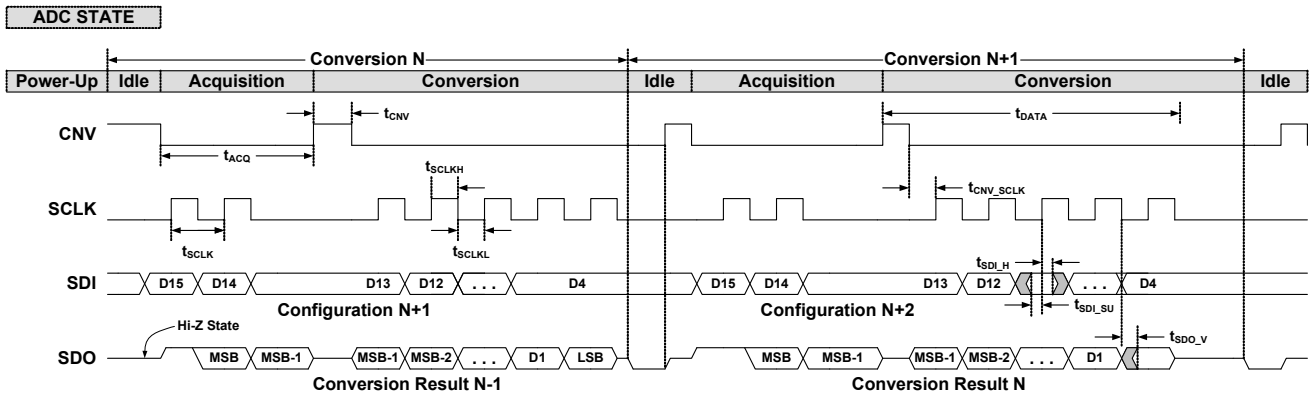 ADC STATE
Conversion N Conversion N+1
Power-Up Idle Acquisition Conversion Idle Acquisition Conversion Idle
tCNV tDATA
CNV
tACQ
tSCLKH
tCNV_SCLK
SCLK
tSCLK tSCLKL
tSDI_H
SDI D15 D14 D13 D12 . . . D4 D15 D14 D13 D12 . . . D4
Configuration N+1 Configuration N+2
tSDI_SU
Hi-Z State
tSDO_V
SDO MSB MSB-1 MSB-1 MSB-2 . . . D1 LSB MSB MSB-1 MSB-1 MSB-2 . . . D1
Conversion Result N-1 Conversion Result N